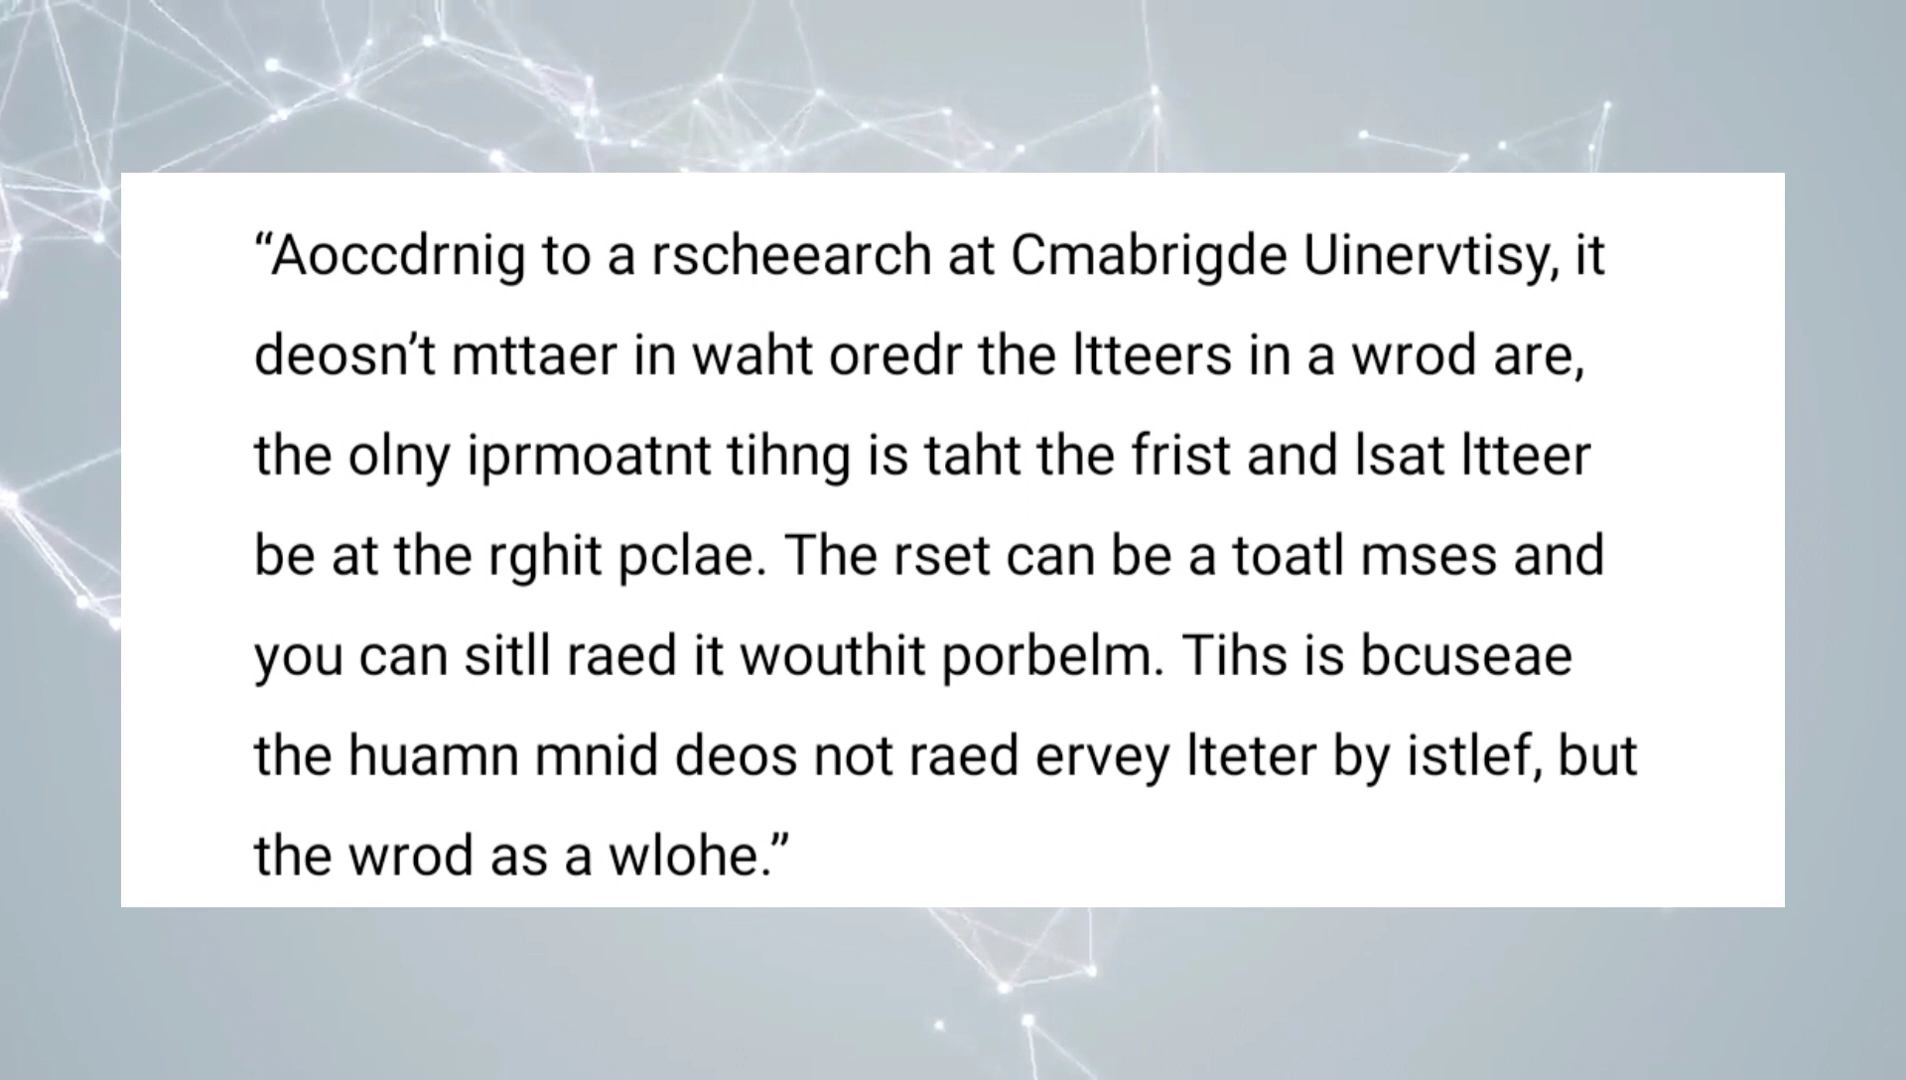 “Aoccdrnig to a rscheearch at Cmabrigde Uinervtisy, it
deosn’t mttaer in waht oredr the ltteers in a wrod are,
the olny iprmoatnt tihng is taht the frist and lsat ltteer
be at the rghit pclae. The rset can be a toatl mses and
you can sitll raed it wouthit porbelm. Tihs is bcuseae
the huamn mnid deos not raed ervey lteter by istlef, but
the wrod as a wlohe.”